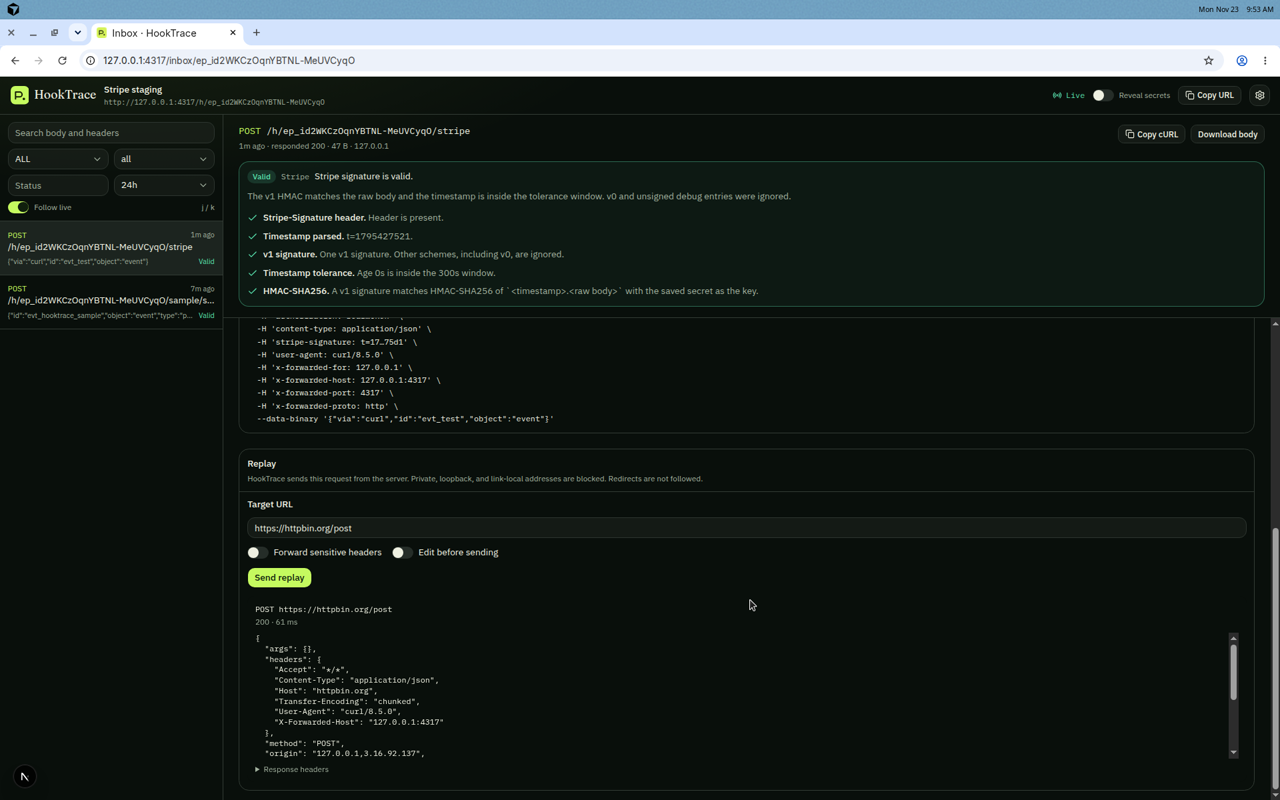 Mon Nov 23 9:53 AM
Inbox · HookTrace
127.0.0.1:4317/inbox/ep_id2WKCzOqnYBTNL-MeUVCyqO
HookTrace
Stripe staging
http://127.0.0.1:4317/h/ep_id2WKCzOqnYBTNL-MeUVCyqO
Live
Reveal secrets
Copy URL
Search body and headers
ALL
all
Status
24h
Follow live
j / k
POST
1m ago
/h/ep_id2WKCzOqnYBTNL-MeUVCyqO/stripe
{"via":"curl","id":"evt_test","object":"event"}
Valid
POST
7m ago
/h/ep_id2WKCzOqnYBTNL-MeUVCyqO/sample/s...
{"id":"evt_hooktrace_sample","object":"event","type":"p...
Valid
POST /h/ep_id2WKCzOqnYBTNL-MeUVCyqO/stripe
1m ago · responded 200 · 47 B · 127.0.0.1
Copy cURL
Download body
Valid Stripe Stripe signature is valid.
The v1 HMAC matches the raw body and the timestamp is inside the tolerance window. v0 and unsigned debug entries were ignored.
Stripe-Signature header. Header is present.
Timestamp parsed. t=1795427521.
v1 signature. One v1 signature. Other schemes, including v0, are ignored.
Timestamp tolerance. Age 0s is inside the 300s window.
HMAC-SHA256. A v1 signature matches HMAC-SHA256 of `<timestamp>.<raw body>` with the saved secret as the key.
-H 'content-type: application/json' \
-H 'stripe-signature: t=17…75d1' \
-H 'user-agent: curl/8.5.0' \
-H 'x-forwarded-for: 127.0.0.1' \
-H 'x-forwarded-host: 127.0.0.1:4317' \
-H 'x-forwarded-port: 4317' \
-H 'x-forwarded-proto: http' \
--data-binary '{"via":"curl","id":"evt_test","object":"event"}'
Replay
HookTrace sends this request from the server. Private, loopback, and link-local addresses are blocked. Redirects are not followed.
Target URL
https://httpbin.org/post
Forward sensitive headers
Edit before sending
Send replay
POST https://httpbin.org/post
200 · 61 ms
{
"args": {},
"headers": {
"Accept": "*/*",
"Content-Type": "application/json",
"Host": "httpbin.org",
"Transfer-Encoding": "chunked",
"User-Agent": "curl/8.5.0",
"X-Forwarded-Host": "127.0.0.1:4317"
},
"method": "POST",
"origin": "127.0.0.1,3.16.92.137",
Response headers